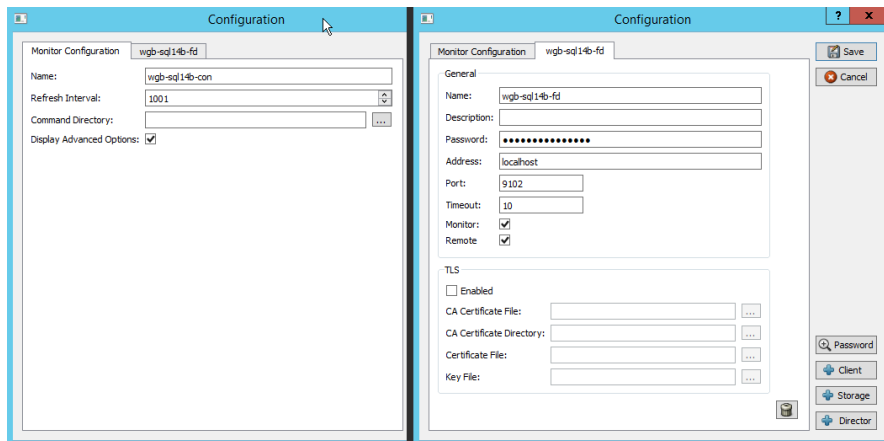 Configuration
Monitor Configuration wgb-sql14b-fd
Name: wgb-sql14b-con
Refresh Interval: 1001
Command Directory: ...
Display Advanced Options:
Configuration ? x
Monitor Configuration wgb-sql14b-fd
General
Name: wgb-sql14b-fd
Description:
Password: ●●●●●●●●●●●●●●●
Address: localhost
Port: 9102
Timeout: 10
Monitor:
Remote
TLS
Enabled
CA Certificate File: ...
CA Certificate Directory: ...
Certificate File: ...
Key File: ...
Save
Cancel
Password
Client
Storage
Director